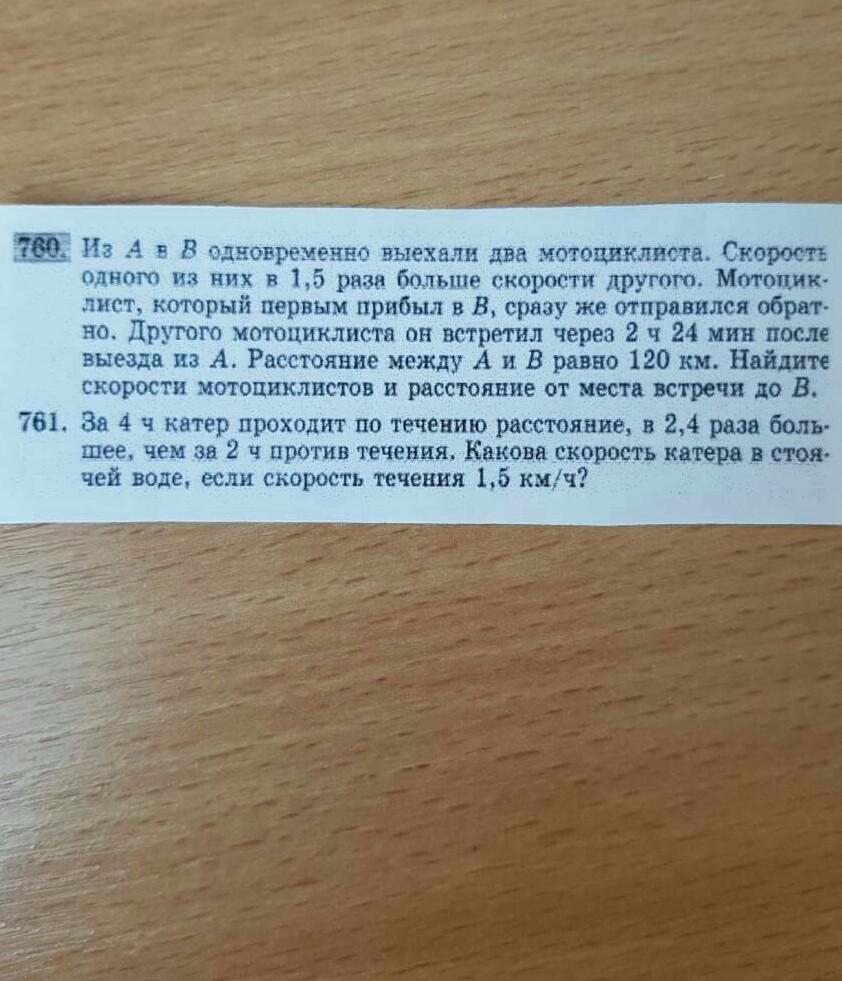 760. Из A в B одновременно выехали два мотоциклиста. Скорость
одного из них в 1,5 раза больше скорости другого. Мотоцик-
лист, который первым прибыл в B, сразу же отправился обрат-
но. Другого мотоциклиста он встретил через 2 ч 24 мин после
выезда из A. Расстояние между A и B равно 120 км. Найдите
скорости мотоциклистов и расстояние от места встречи до B.
761. За 4 ч катер проходит по течению расстояние, в 2,4 раза боль-
шее, чем за 2 ч против течения. Какова скорость катера в стоя-
чей воде, если скорость течения 1,5 км/ч?